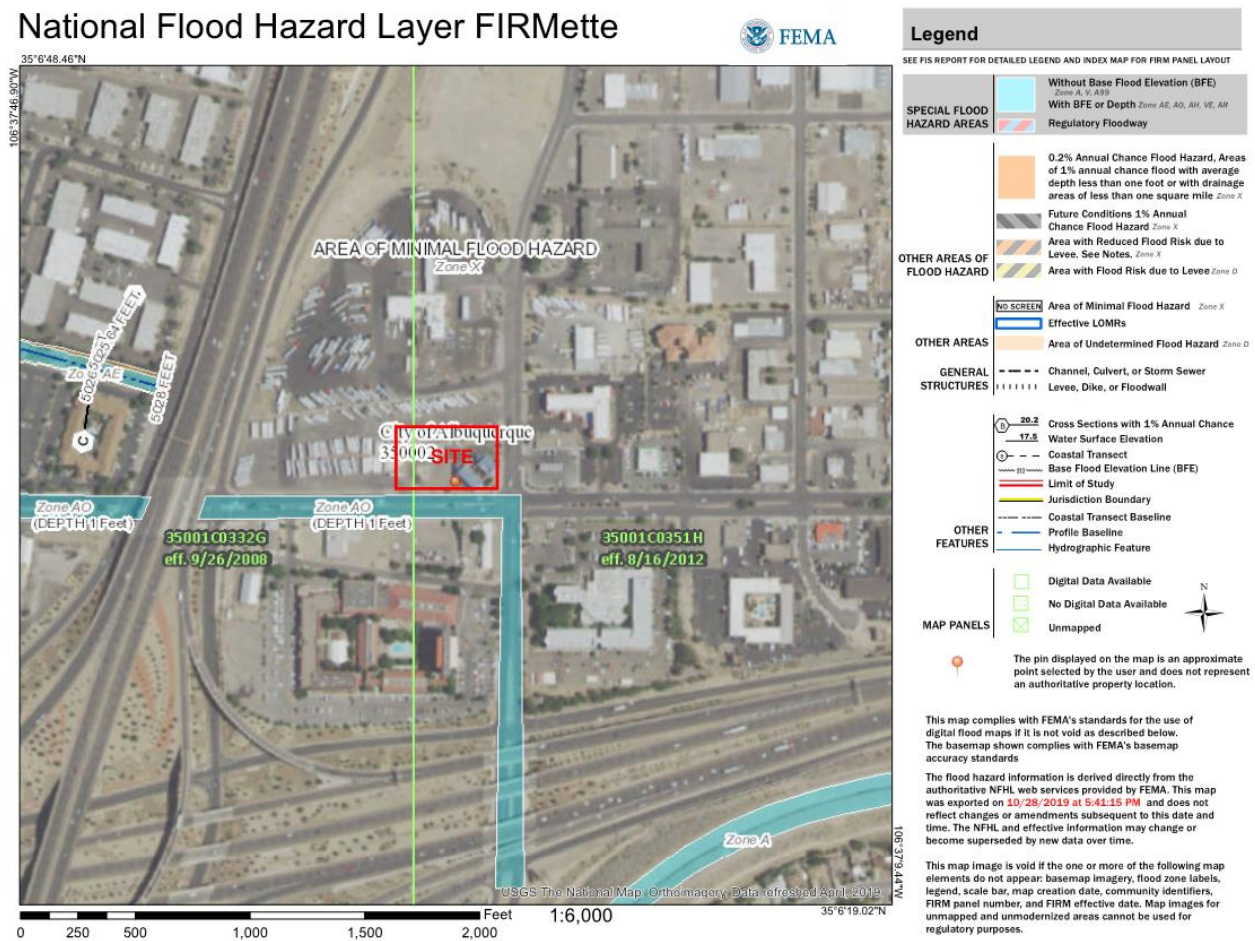 National Flood Hazard Layer FIRMette
FEMA
35°6'48.46"N
106°37'46.90"W
AREA OF MINIMAL FLOOD HAZARD
Zone X
5028 FEET
C
City of Albuquerque
350002
SITE
Zone AO
(DEPTH 1 Feet)
Zone AO
(DEPTH 1 Feet)
(DEPTH 1 Feet)
35001C0332G
eff. 9/26/2008
35001C0351H
eff. 8/16/2012
Zone A
USGS The National Map: Orthoimagery. Data refreshed April, 2019.
106°37'9.44"W
35°6'19.02"N
Feet
1:6,000
0 250 500 1,000 1,500 2,000
Legend
SEE FIS REPORT FOR DETAILED LEGEND AND INDEX MAP FOR FIRM PANEL LAYOUT
SPECIAL FLOOD
HAZARD AREAS
Without Base Flood Elevation (BFE)
Zone A, V, A99
With BFE or Depth Zone AE, AO, AH, VE, AR
Regulatory Floodway
OTHER AREAS OF
FLOOD HAZARD
0.2% Annual Chance Flood Hazard, Areas
of 1% annual chance flood with average
depth less than one foot or with drainage
areas of less than one square mile Zone X
Future Conditions 1% Annual
Chance Flood Hazard Zone X
Area with Reduced Flood Risk due to
Levee. See Notes. Zone X
Area with Flood Risk due to Levee Zone D
OTHER AREAS
NO SCREEN Area of Minimal Flood Hazard Zone X
Effective LOMRs
Area of Undetermined Flood Hazard Zone D
GENERAL
STRUCTURES
Channel, Culvert, or Storm Sewer
Levee, Dike, or Floodwall
OTHER
FEATURES
B 20.2 Cross Sections with 1% Annual Chance
17.5 Water Surface Elevation
8 Coastal Transect
513 Base Flood Elevation Line (BFE)
Limit of Study
Jurisdiction Boundary
Coastal Transect Baseline
Profile Baseline
Hydrographic Feature
MAP PANELS
Digital Data Available
No Digital Data Available
Unmapped
N
The pin displayed on the map is an approximate
point selected by the user and does not represent
an authoritative property location.
This map complies with FEMA's standards for the use of
digital flood maps if it is not void as described below.
The basemap shown complies with FEMA's basemap
accuracy standards
The flood hazard information is derived directly from the
authoritative NFHL web services provided by FEMA. This map
was exported on 10/28/2019 at 5:41:15 PM and does not
reflect changes or amendments subsequent to this date and
time. The NFHL and effective information may change or
become superseded by new data over time.
This map image is void if the one or more of the following map
elements do not appear: basemap imagery, flood zone labels,
legend, scale bar, map creation date, community identifiers,
FIRM panel number, and FIRM effective date. Map images for
unmapped and unmodernized areas cannot be used for
regulatory purposes.